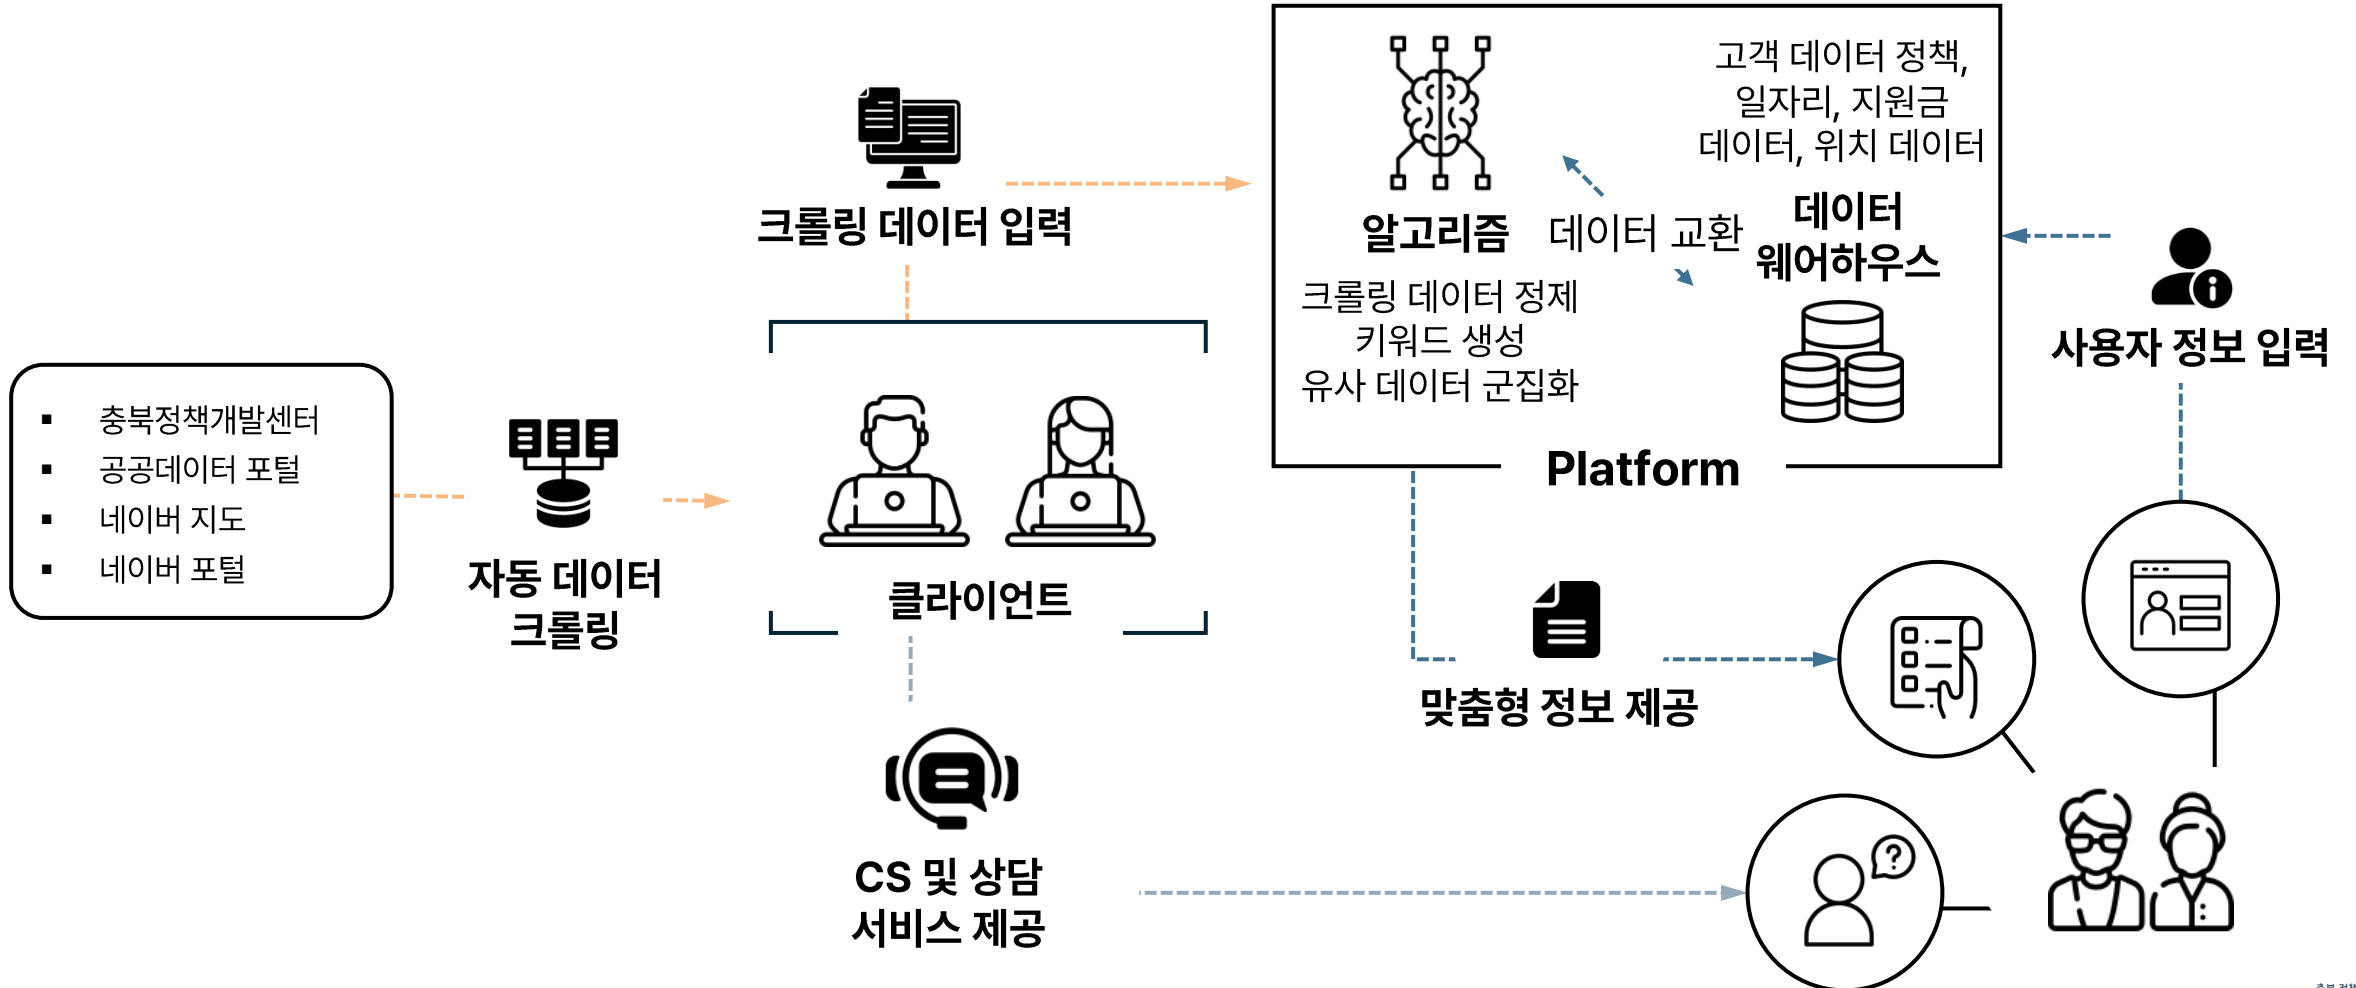 충북정책개발센터
공공데이터 포털
네이버 지도
네이버 포털
자동 데이터
크롤링
크롤링 데이터 입력
클라이언트
CS 및 상담
서비스 제공
알고리즘
크롤링 데이터 정제
키워드 생성
유사 데이터 군집화
데이터 교환
고객 데이터 정책,
일자리, 지원금
데이터, 위치 데이터
데이터
웨어하우스
Platform
사용자 정보 입력
맞춤형 정보 제공